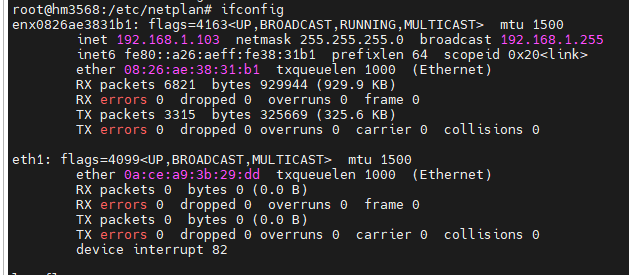 root@hm3568:/etc/netplan# ifconfig
enx0826ae3831b1: flags=4163<UP,BROADCAST,RUNNING,MULTICAST>  mtu 1500
        inet 192.168.1.103  netmask 255.255.255.0  broadcast 192.168.1.255
        inet6 fe80::a26:aeff:fe38:31b1  prefixlen 64  scopeid 0x20<link>
        ether 08:26:ae:38:31:b1  txqueuelen 1000  (Ethernet)
        RX packets 6821  bytes 929944 (929.9 KB)
        RX errors 0  dropped 0  overruns 0  frame 0
        TX packets 3315  bytes 325669 (325.6 KB)
        TX errors 0  dropped 0 overruns 0  carrier 0  collisions 0

eth1: flags=4099<UP,BROADCAST,MULTICAST>  mtu 1500
        ether 0a:ce:a9:3b:29:dd  txqueuelen 1000  (Ethernet)
        RX packets 0  bytes 0 (0.0 B)
        RX errors 0  dropped 0  overruns 0  frame 0
        TX packets 0  bytes 0 (0.0 B)
        TX errors 0  dropped 0 overruns 0  carrier 0  collisions 0
        device interrupt 82